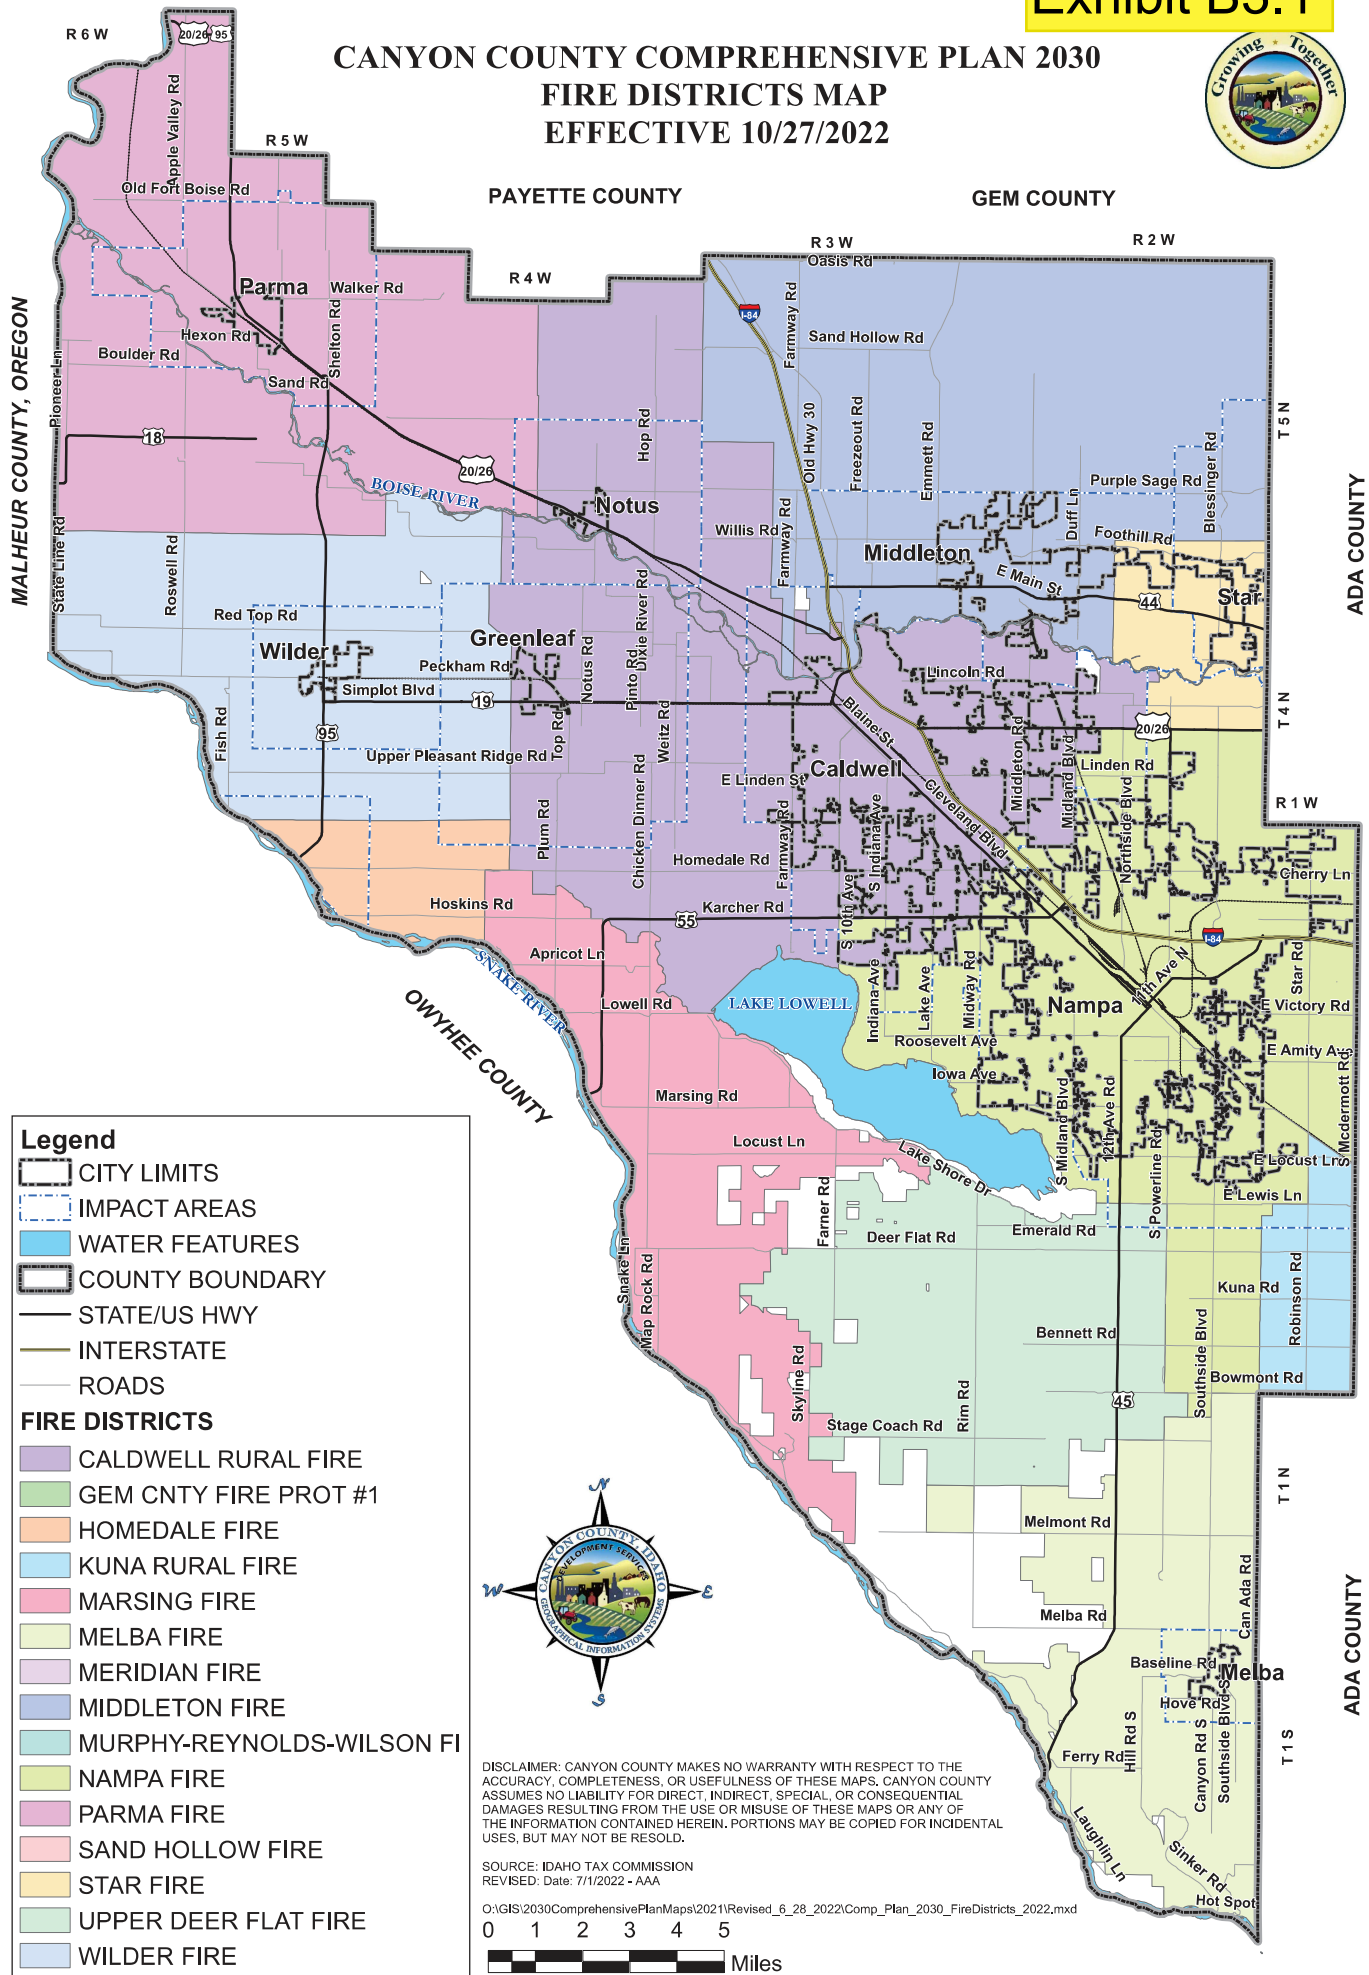 Exhibit B5.1
CANYON COUNTY COMPREHENSIVE PLAN 2030
FIRE DISTRICTS MAP
EFFECTIVE 10/27/2022
Growing Together
R 6 W
20/26
95
Apple Valley Rd
R 5 W
Old Fort Boise Rd
PAYETTE COUNTY
GEM COUNTY
R 4 W
R 3 W
R 2 W
Oasis Rd
Parma
Walker Rd
Hexon Rd
Shelton Rd
Boulder Rd
Sand Rd
Pioneer Ln
MALHEUR COUNTY, OREGON
18
20/26
BOISE RIVER
I-84
Farmway Rd
Sand Hollow Rd
Old Hwy 30
Freezeout Rd
Emmett Rd
Hop Rd
T 5 N
Purple Sage Rd
Blessinger Rd
Notus
Willis Rd
Farmway Rd
Middleton
Duff Ln
Foothill Rd
E Main St
44
Star
ADA COUNTY
State Line Rd
Roswell Rd
Red Top Rd
Wilder
Greenleaf
Peckham Rd
Simplot Blvd
19
Notus Rd
Pinto Rd
Dixie River Rd
Lincoln Rd
T 4 N
Fish Rd
95
Upper Pleasant Ridge Rd
Top Rd
Weitz Rd
Blaine St
Middleton Rd
Midland Blvd
20/26
Linden Rd
Caldwell
E Linden St
Cleveland Blvd
Northside Blvd
R 1 W
Plum Rd
Chicken Dinner Rd
Homedale Rd
Farmway Rd
S Indiana Ave
Cherry Ln
Hoskins Rd
55
Karcher Rd
S 10th Ave
I-84
Apricot Ln
SNAKE RIVER
Lowell Rd
LAKE LOWELL
Indiana Ave
Lake Ave
Midway Rd
Nampa
11th Ave N
Star Rd
E Victory Rd
OWYHEE COUNTY
Roosevelt Ave
Iowa Ave
E Amity Ave
Marsing Rd
S Midland Blvd
12th Ave Rd
S Mcdermott Rd
Locust Ln
Lake Shore Dr
S Powerline Rd
E Locust Ln
E Lewis Ln
Farner Rd
Deer Flat Rd
Emerald Rd
Snake Ln
Map Rock Rd
Kuna Rd
Robinson Rd
Bennett Rd
Southside Blvd
Bowmont Rd
Skyline Rd
Rim Rd
45
Stage Coach Rd
T 1 N
Melmont Rd
Melba Rd
Can Ada Rd
Baseline Rd
Melba
Hove Rd
ADA COUNTY
Ferry Rd
Hill Rd S
Canyon Rd S
Southside Blvd S
T 1 S
Laughlin Ln
Sinker Rd
Hot Spot
Legend
CITY LIMITS
IMPACT AREAS
WATER FEATURES
COUNTY BOUNDARY
STATE/US HWY
INTERSTATE
ROADS
FIRE DISTRICTS
CALDWELL RURAL FIRE
GEM CNTY FIRE PROT #1
HOMEDALE FIRE
KUNA RURAL FIRE
MARSING FIRE
MELBA FIRE
MERIDIAN FIRE
MIDDLETON FIRE
MURPHY-REYNOLDS-WILSON FI
NAMPA FIRE
PARMA FIRE
SAND HOLLOW FIRE
STAR FIRE
UPPER DEER FLAT FIRE
WILDER FIRE
N
W
E
S
CANYON COUNTY, IDAHO
DEVELOPMENT SERVICES
GEOGRAPHICAL INFORMATION SYSTEMS
DISCLAIMER: CANYON COUNTY MAKES NO WARRANTY WITH RESPECT TO THE
ACCURACY, COMPLETENESS, OR USEFULNESS OF THESE MAPS. CANYON COUNTY
ASSUMES NO LIABILITY FOR DIRECT, INDIRECT, SPECIAL, OR CONSEQUENTIAL
DAMAGES RESULTING FROM THE USE OR MISUSE OF THESE MAPS OR ANY OF
THE INFORMATION CONTAINED HEREIN. PORTIONS MAY BE COPIED FOR INCIDENTAL
USES, BUT MAY NOT BE RESOLD.
SOURCE: IDAHO TAX COMMISSION
REVISED: Date: 7/1/2022 - AAA
O:\GIS\2030ComprehensivePlanMaps\2021\Revised_6_28_2022\Comp_Plan_2030_FireDistricts_2022.mxd
0 1 2 3 4 5
Miles